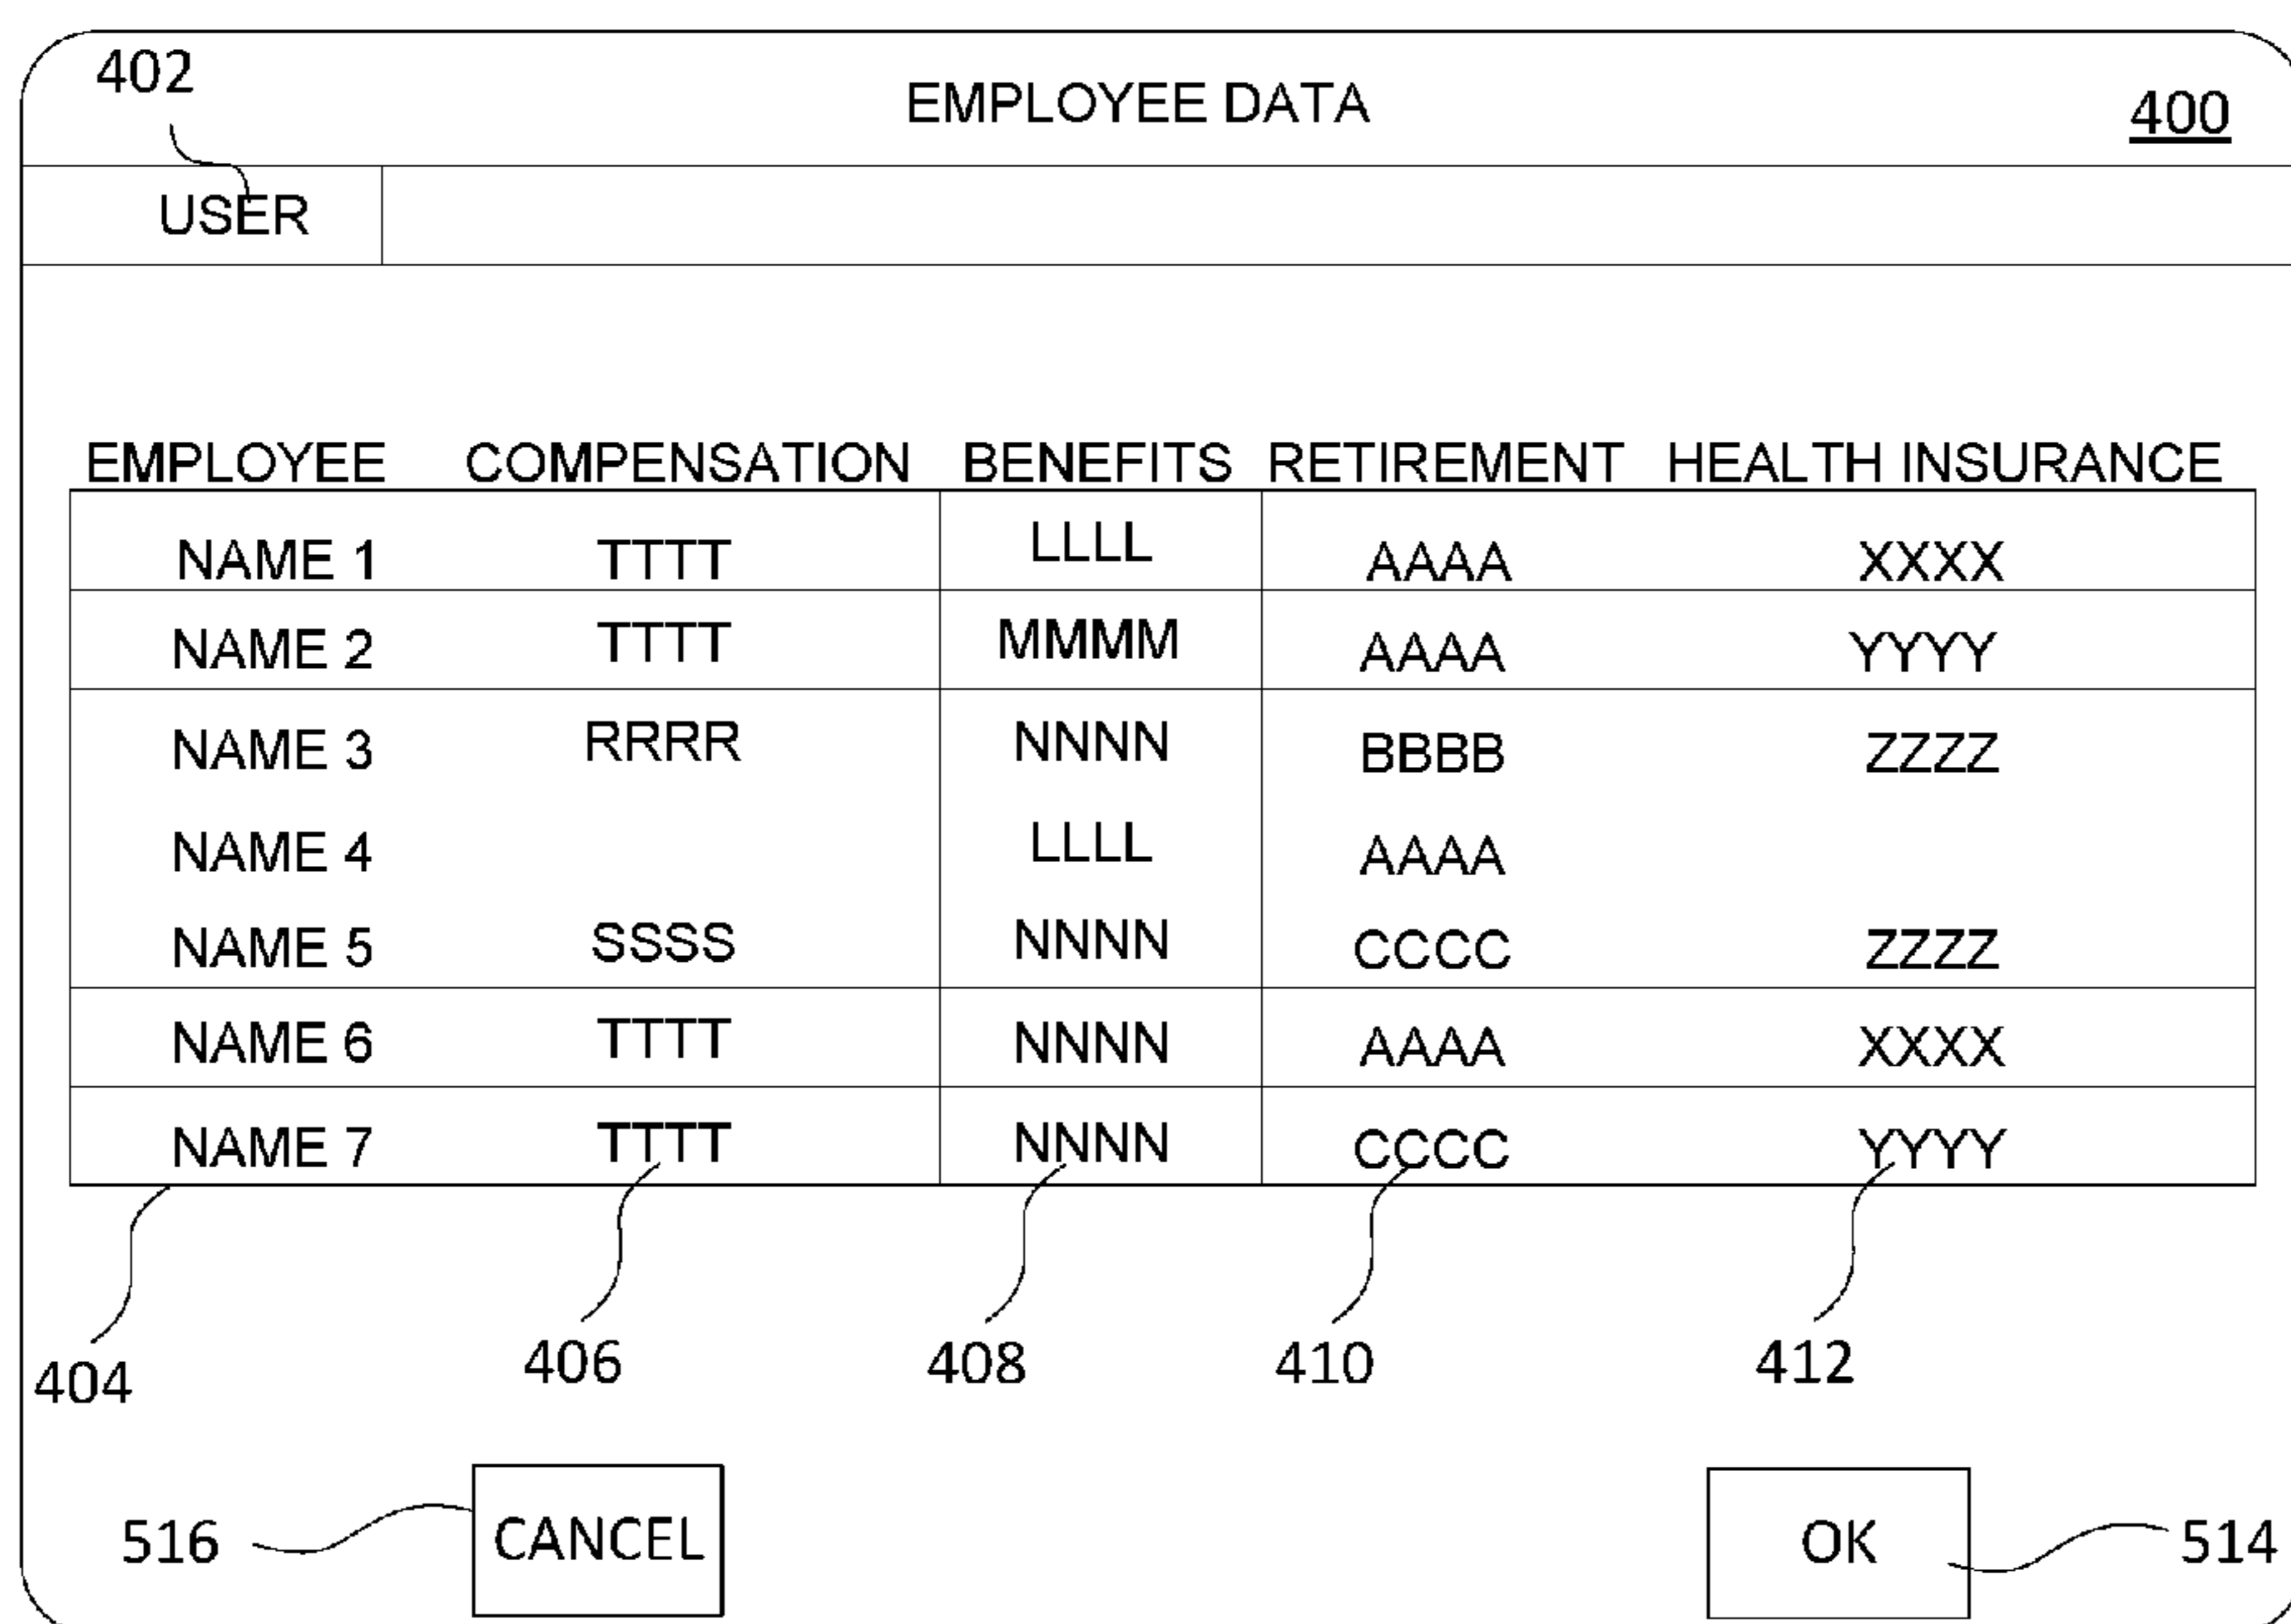 402
EMPLOYEE DATA
400
USER
EMPLOYEE COMPENSATION BENEFITS RETIREMENT HEALTH INSURANCE
NAME 1 TTTT LLLL AAAA XXXX
NAME 2 TTTT MMMM AAAA YYYY
NAME 3 RRRR NNNN BBBB ZZZZ
NAME 4 LLLL AAAA
NAME 5 SSSS NNNN CCCC ZZZZ
NAME 6 TTTT NNNN AAAA XXXX
NAME 7 TTTT NNNN CCCC YYYY
404 406 408 410 412
516 CANCEL OK 514